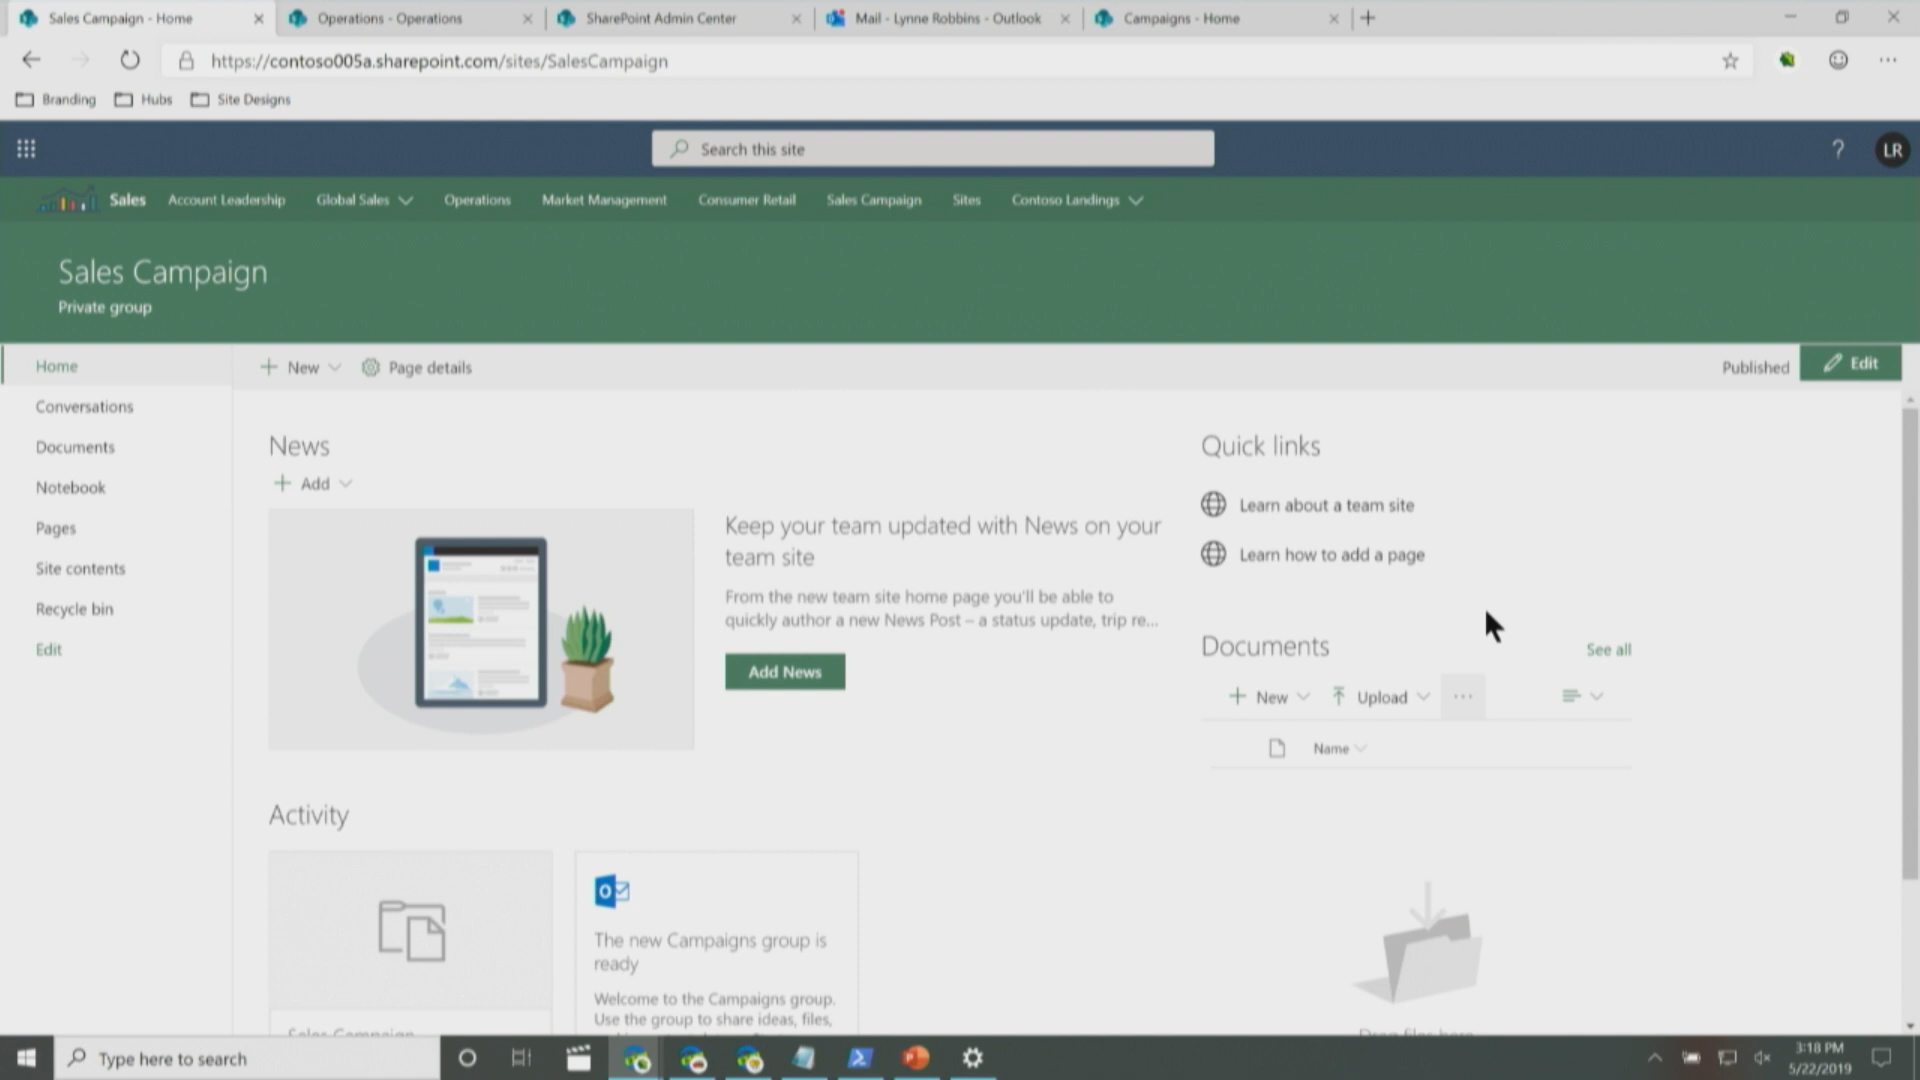 Sales Campaign - Home
Operations - Operations
SharePoint Admin Center
Mail - Lynne Robbins - Outlook
Campaigns - Home
https://contoso005a.sharepoint.com/sites/SalesCampaign
Branding
Hubs
Site Designs
Search this site
?
LR
Sales
Account Leadership
Global Sales
Operations
Market Management
Consumer Retail
Sales Campaign
Sites
Contoso Landings
Sales Campaign
Private group
Home
Conversations
Documents
Notebook
Pages
Site contents
Recycle bin
Edit
+ New
Page details
Published
Edit
News
+ Add
Keep your team updated with News on your
team site
From the new team site home page you'll be able to
quickly author a new News Post – a status update, trip re...
Add News
Quick links
Learn about a team site
Learn how to add a page
Documents
See all
+ New
Upload
...
Name
Activity
The new Campaigns group is
ready
Welcome to the Campaigns group.
Use the group to share ideas, files,
Sales Campaign
Drag files here
Type here to search
3:18 PM
5/22/2019